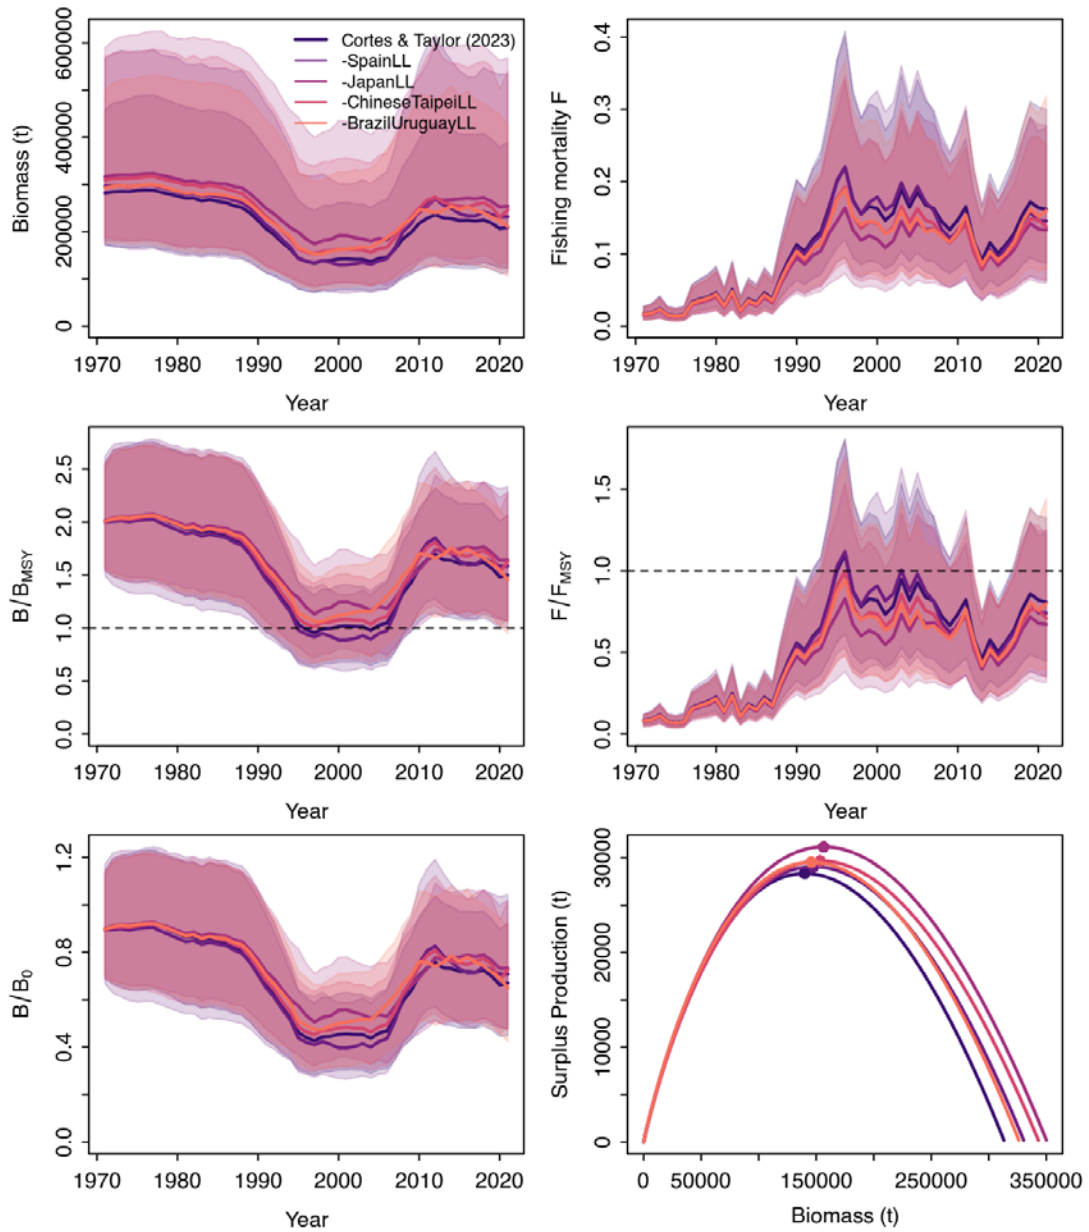 Biomass (t)
0
200000
400000
600000
Cortes & Taylor (2023)
-SpainLL
-JapanLL
-ChineseTaipeiLL
-BrazilUruguayLL
1970 1980 1990 2000 2010 2020
Year
Fishing mortality F
0.0
0.1
0.2
0.3
0.4
1970 1980 1990 2000 2010 2020
Year
B/BMSY
0.0
0.5
1.0
1.5
2.0
2.5
1970 1980 1990 2000 2010 2020
Year
F/FMSY
0.0
0.5
1.0
1.5
1970 1980 1990 2000 2010 2020
Year
B/B0
0.0
0.4
0.8
1.2
1970 1980 1990 2000 2010 2020
Year
Surplus Production (t)
0
10000
20000
30000
0 50000 150000 250000 350000
Biomass (t)